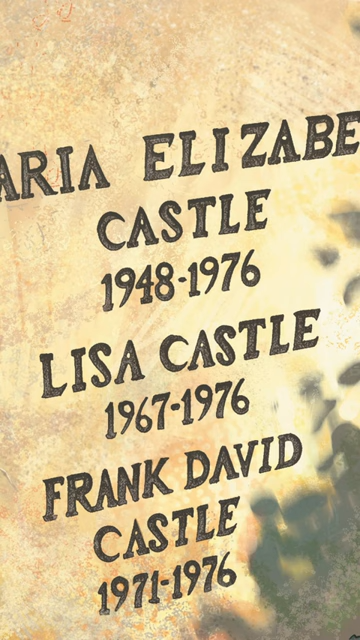 ARIA ELIZABE
CASTLE
1948-1976
LISA CASTLE
1967-1976
FRANK DAVID
CASTLE
1971-1976